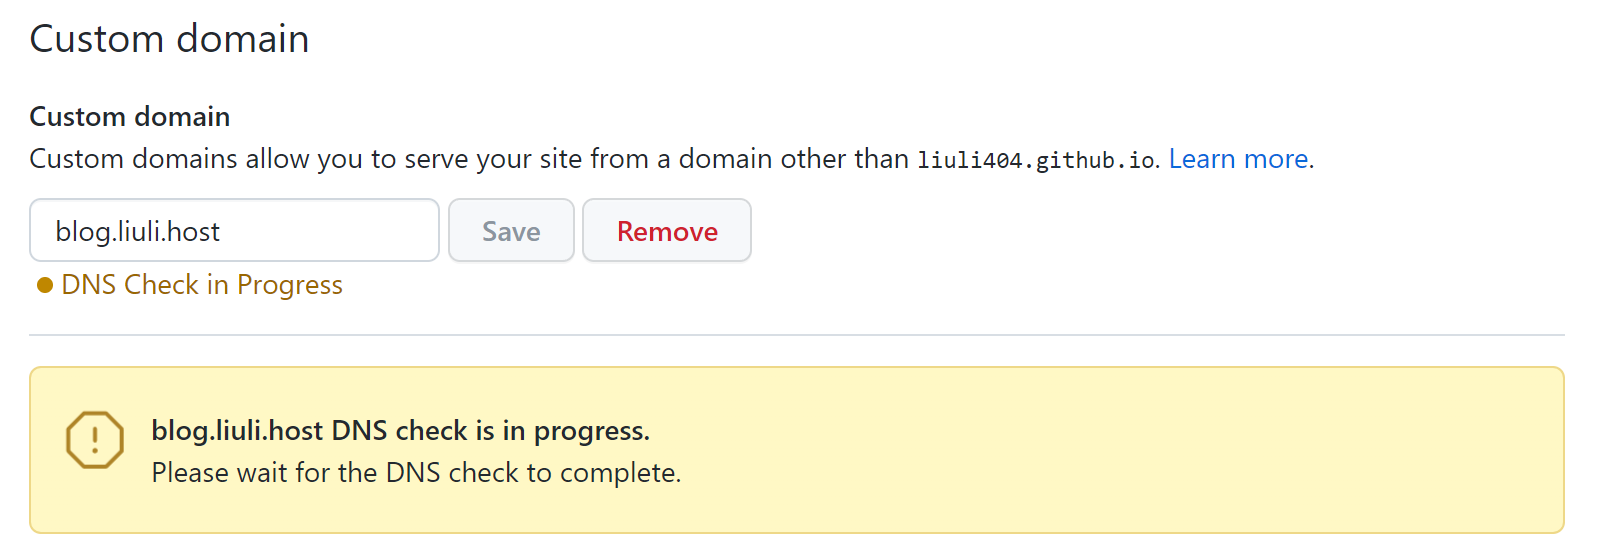 Custom domain
Custom domain
Custom domains allow you to serve your site from a domain other than liuli404.github.io. Learn more.
blog.liuli.host Save Remove
DNS Check in Progress
blog.liuli.host DNS check is in progress.
Please wait for the DNS check to complete.